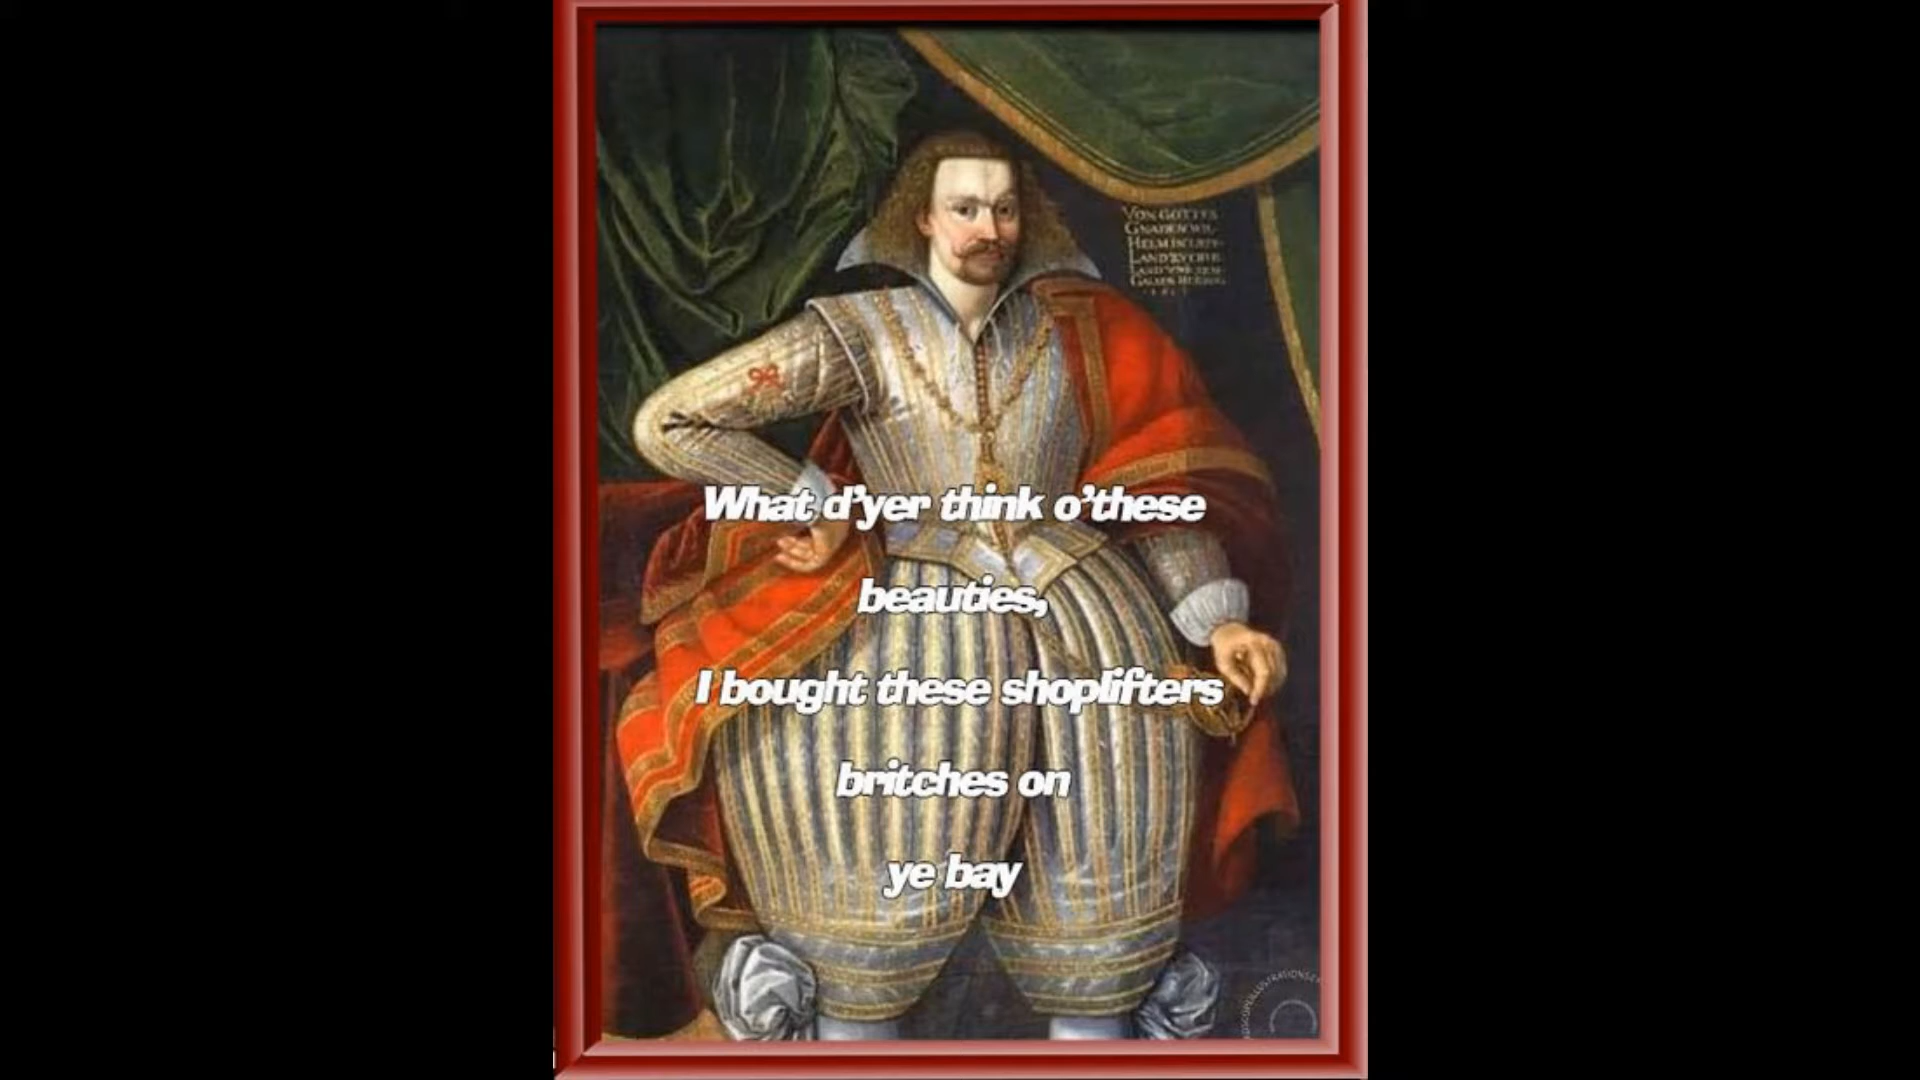 VON GOTTES
What d'yer think o'these
beauties,
I bought these shoplifters
britches on
ye bay